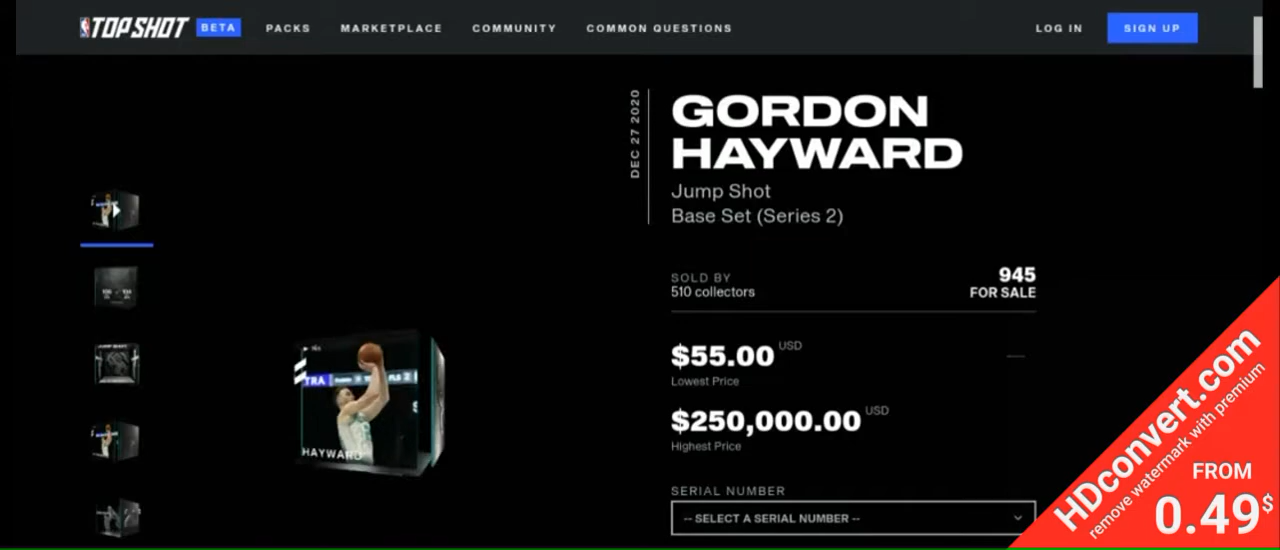 TOP SHOT BETA PACKS MARKETPLACE COMMUNITY COMMON QUESTIONS LOG IN SIGN UP
DEC 27 2020
GORDON
HAYWARD
Jump Shot
Base Set (Series 2)
SOLD BY
510 collectors
945
FOR SALE
$55.00 USD
Lowest Price
$250,000.00 USD
Highest Price
SERIAL NUMBER
-- SELECT A SERIAL NUMBER --
TRA
HAYWARD
HDconvert.com
remove watermark with premium
FROM
0.49$